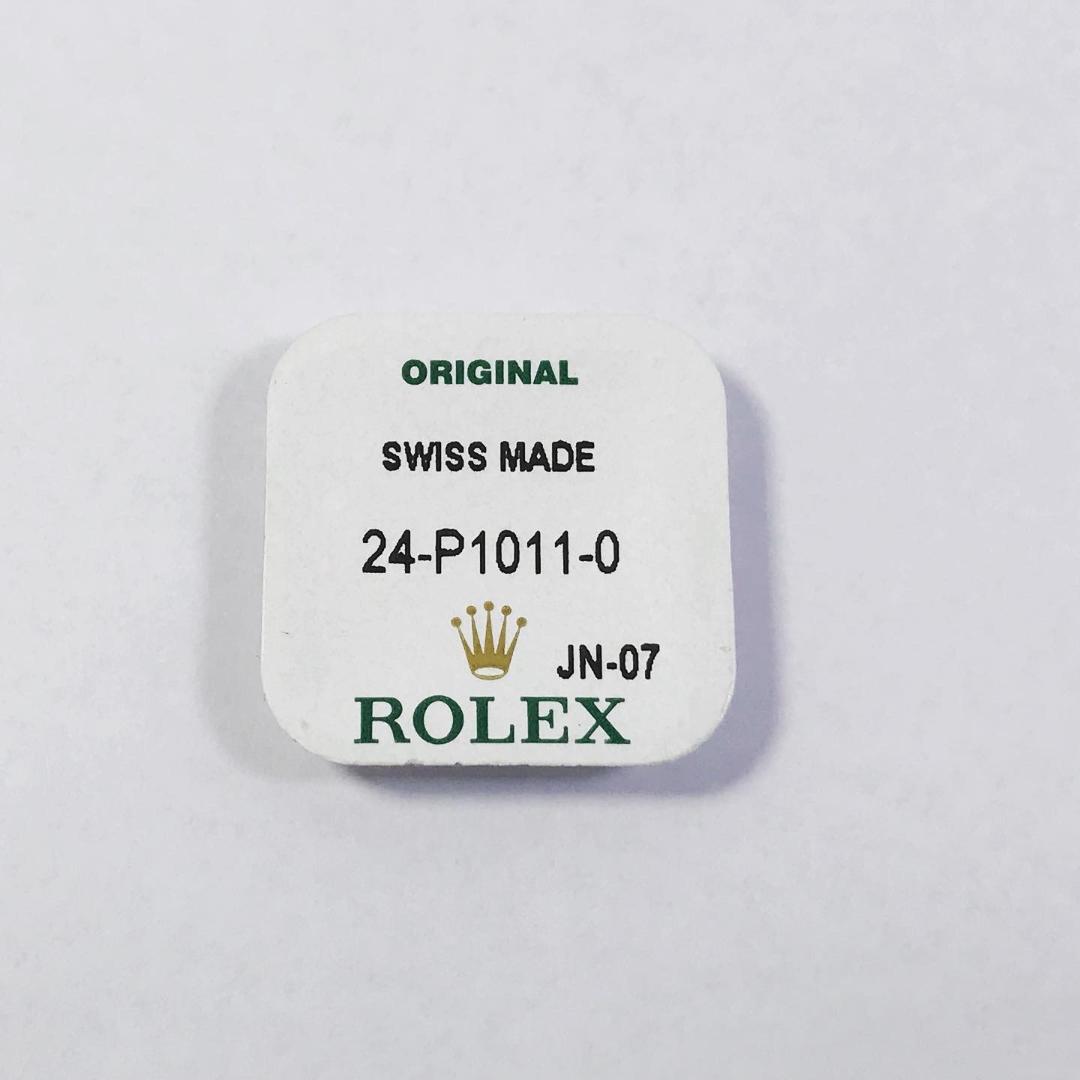 ORIGINAL
SWISS MADE
24-P1011-0
JN-07
ROLEX